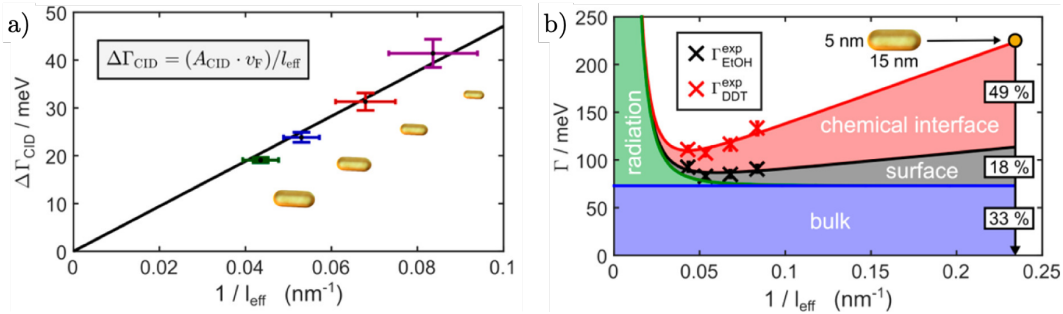 a)
ΔΓ_CID = (A_CID · v_F)/l_eff
ΔΓ_CID / meV
50
40
30
20
10
0
0 0.02 0.04 0.06 0.08 0.1
1 / l_eff (nm⁻¹)
b)
Γ / meV
250
200
150
100
50
0
Γ_EtOH^exp
Γ_DDT^exp
5 nm
15 nm
49 %
chemical interface
radiation
surface
18 %
bulk
33 %
0 0.05 0.1 0.15 0.2 0.25
1 / l_eff (nm⁻¹)